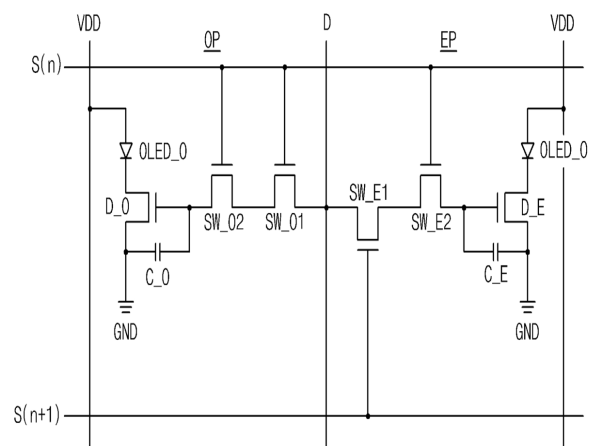 VDD OP D EP VDD
S(n)
OLED_O OLED_O
SW_E1
D_O SW_O2 SW_O1 SW_E2 D_E
C_O C_E
GND GND
S(n+1)